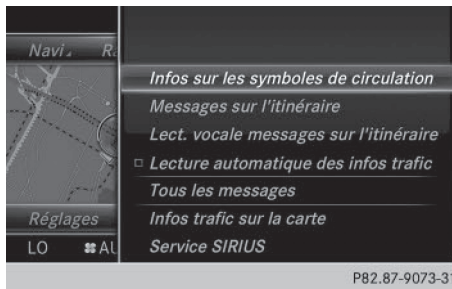 Navi R
Infos sur les symboles de circulation
Messages sur l'itinéraire
Lect. vocale messages sur l'itinéraire
Lecture automatique des infos trafic
Tous les messages
Réglages
Infos trafic sur la carte
LO AU
Service SIRIUS
P82.87-9073-31